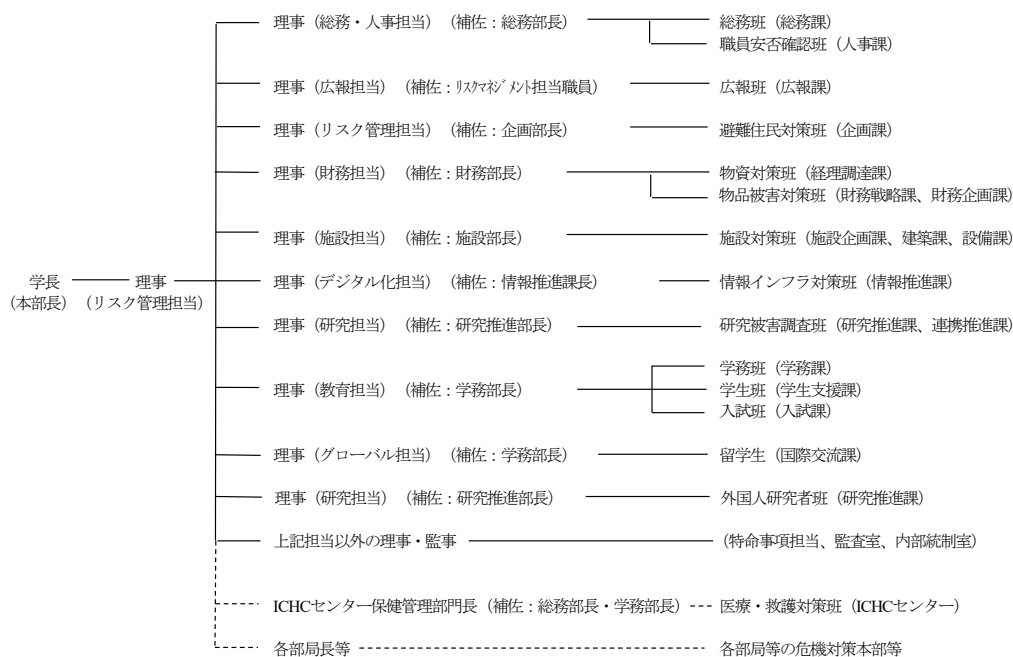 理事（総務・人事担当）（補佐：総務部長） 総務班（総務課）
職員安否確認班（人事課）
理事（広報担当）（補佐：ﾘｽｸﾏﾈｼﾞﾒﾝﾄ担当職員） 広報班（広報課）
理事（リスク管理担当）（補佐：企画部長） 避難住民対策班（企画課）
理事（財務担当）（補佐：財務部長） 物資対策班（経理調達課）
物品被害対策班（財務戦略課、財務企画課）
理事（施設担当）（補佐：施設部長） 施設対策班（施設企画課、建築課、設備課）
学長 理事 理事（デジタル化担当）（補佐：情報推進課長） 情報インフラ対策班（情報推進課）
（本部長）（リスク管理担当）
理事（研究担当）（補佐：研究推進部長） 研究被害調査班（研究推進課、連携推進課）
学務班（学務課）
理事（教育担当）（補佐：学務部長） 学生班（学生支援課）
入試班（入試課）
理事（グローバル担当）（補佐：学務部長） 留学生（国際交流課）
理事（研究担当）（補佐：研究推進部長） 外国人研究者班（研究推進課）
上記担当以外の理事・監事 （特命事項担当、監査室、内部統制室）
ICHCセンター保健管理部門長（補佐：総務部長・学務部長） 医療・救護対策班（ICHCセンター）
各部局長等 各部局等の危機対策本部等